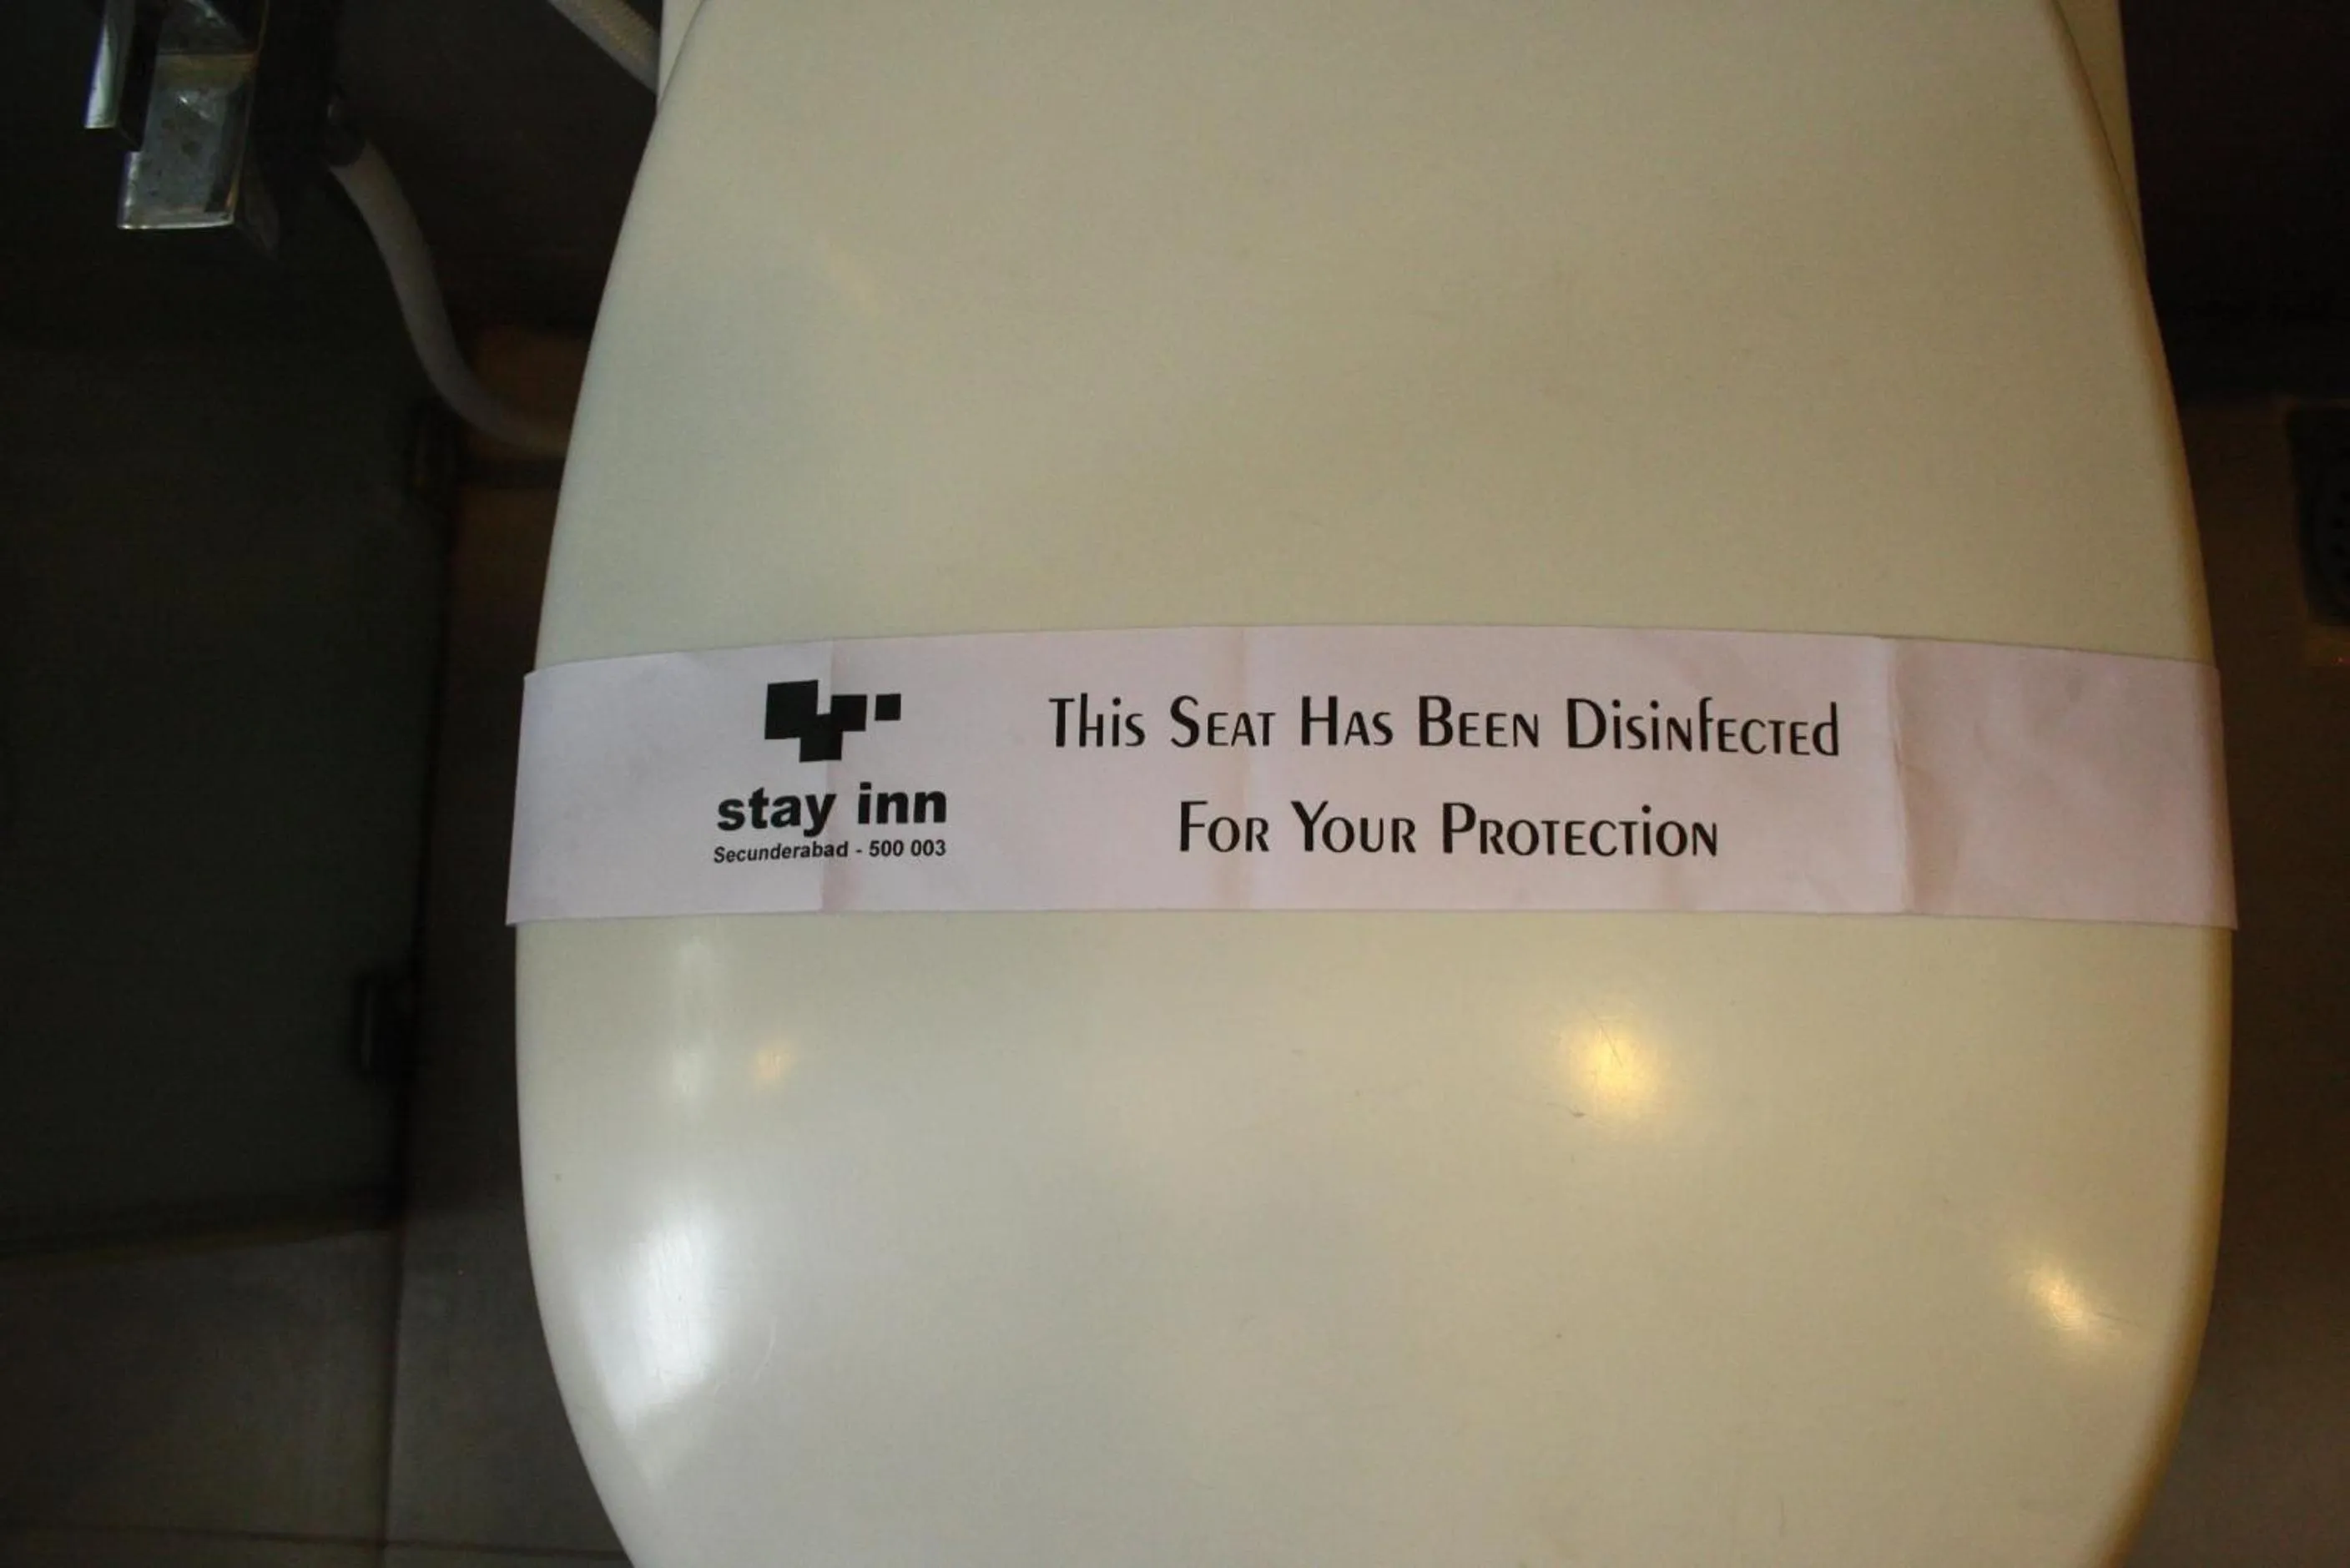 stay inn
Secunderabad - 500 003
This Seat Has Been Disinfected
For Your Protection